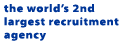 the world's 2nd
largest recruitment
agency